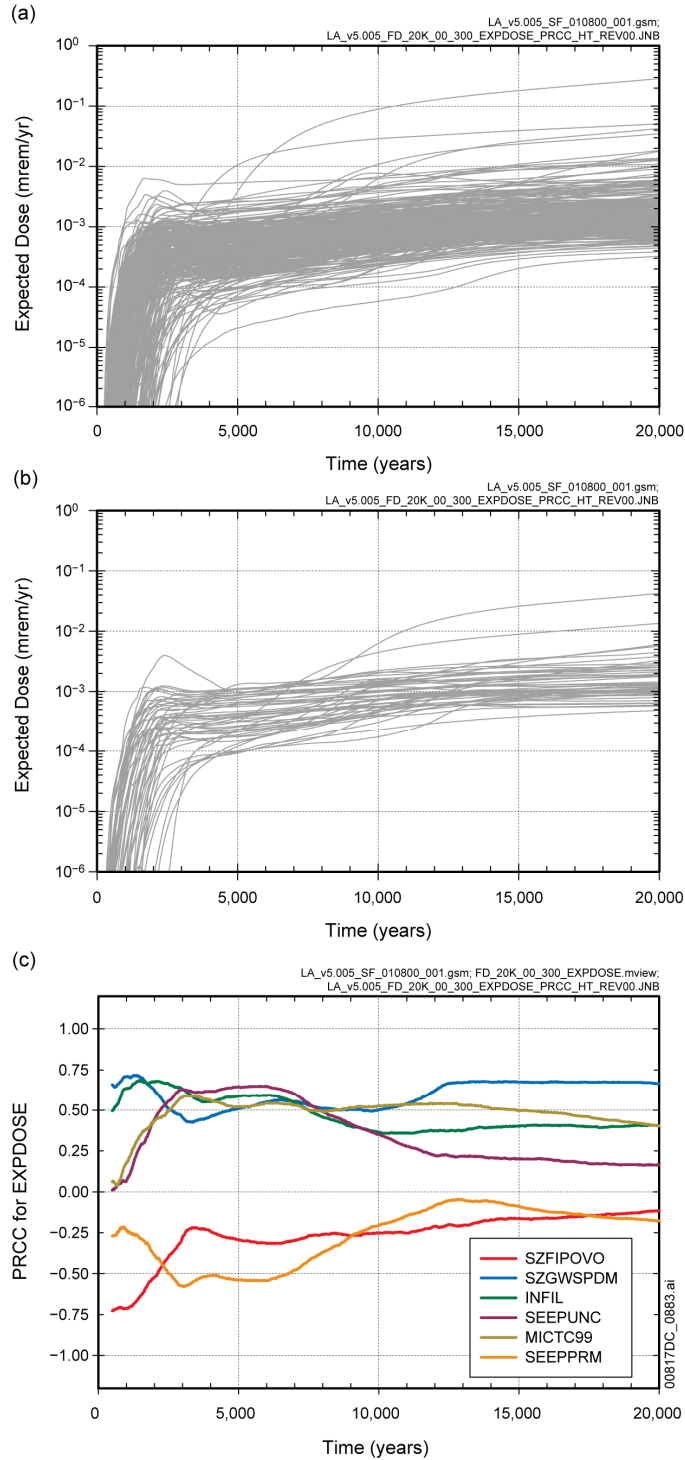 (a)
LA_v5.005_SF_010800_001.gsm;
LA_v5.005_FD_20K_00_300_EXPDOSE_PRCC_HT_REV00.JNB
10⁰
10⁻¹
10⁻²
10⁻³
10⁻⁴
10⁻⁵
10⁻⁶
Expected Dose (mrem/yr)
0 5,000 10,000 15,000 20,000
Time (years)
(b)
LA_v5.005_SF_010800_001.gsm;
LA_v5.005_FD_20K_00_300_EXPDOSE_PRCC_HT_REV00.JNB
10⁰
10⁻¹
10⁻²
10⁻³
10⁻⁴
10⁻⁵
10⁻⁶
Expected Dose (mrem/yr)
0 5,000 10,000 15,000 20,000
Time (years)
(c)
LA_v5.005_SF_010800_001.gsm; FD_20K_00_300_EXPDOSE.mview;
LA_v5.005_FD_20K_00_300_EXPDOSE_PRCC_HT_REV00.JNB
1.00
0.75
0.50
0.25
0.00
-0.25
-0.50
-0.75
-1.00
PRCC for EXPDOSE
SZFIPOVO
SZGWSPDM
INFIL
SEEPUNC
MICTC99
SEEPPRM
0 5,000 10,000 15,000 20,000
Time (years)
00817DC_0883.ai